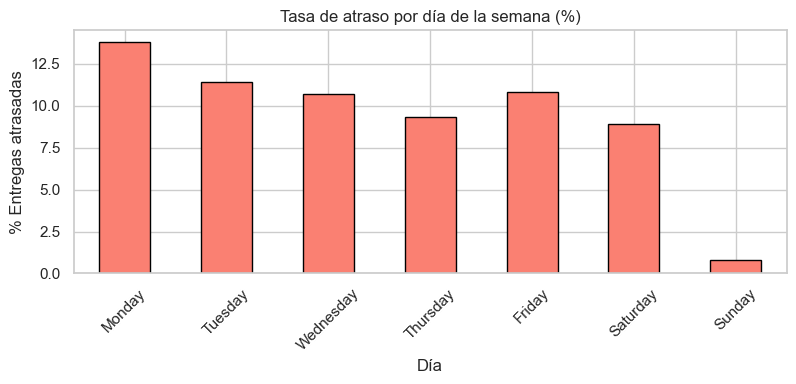 Tasa de atraso por día de la semana (%)
% Entregas atrasadas
12.5
10.0
7.5
5.0
2.5
0.0
Monday
Tuesday
Wednesday
Thursday
Friday
Saturday
Sunday
Día